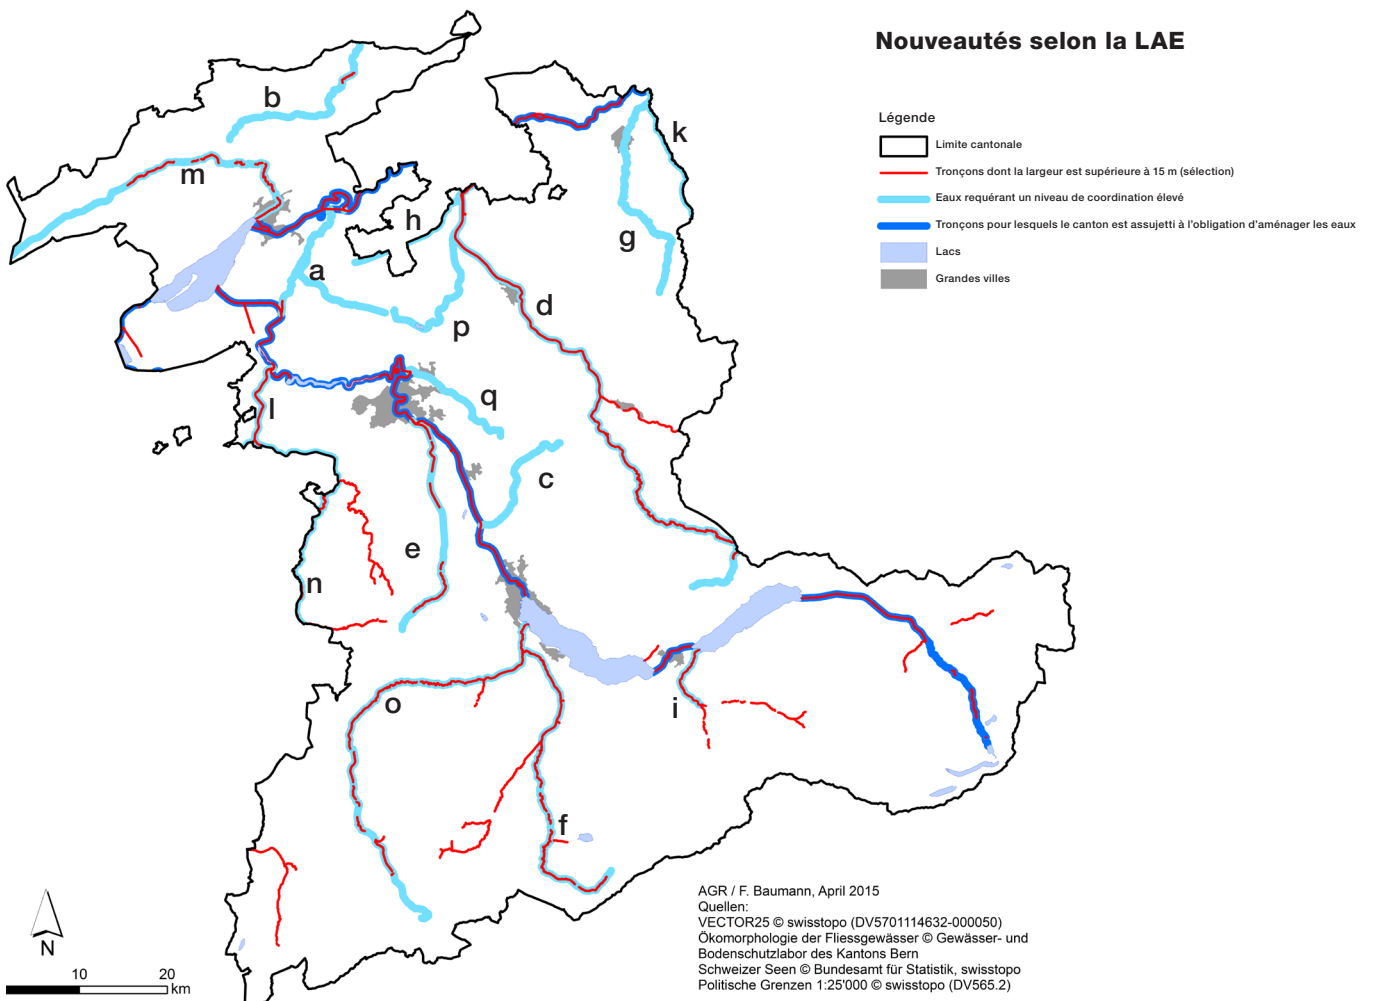 Nouveautés selon la LAE
Légende
Limite cantonale
Tronçons dont la largeur est supérieure à 15 m (sélection)
Eaux requérant un niveau de coordination élevé
Tronçons pour lesquels le canton est assujetti à l'obligation d'aménager les eaux
Lacs
Grandes villes
b
k
m
h
g
a
d
p
l
q
c
e
n
o
i
f
N
10 20
km
AGR / F. Baumann, April 2015
Quellen:
VECTOR25 © swisstopo (DV5701114632-000050)
Ökomorphologie der Fliessgewässer © Gewässer- und
Bodenschutzlabor des Kantons Bern
Schweizer Seen © Bundesamt für Statistik, swisstopo
Politische Grenzen 1:25'000 © swisstopo (DV565.2)